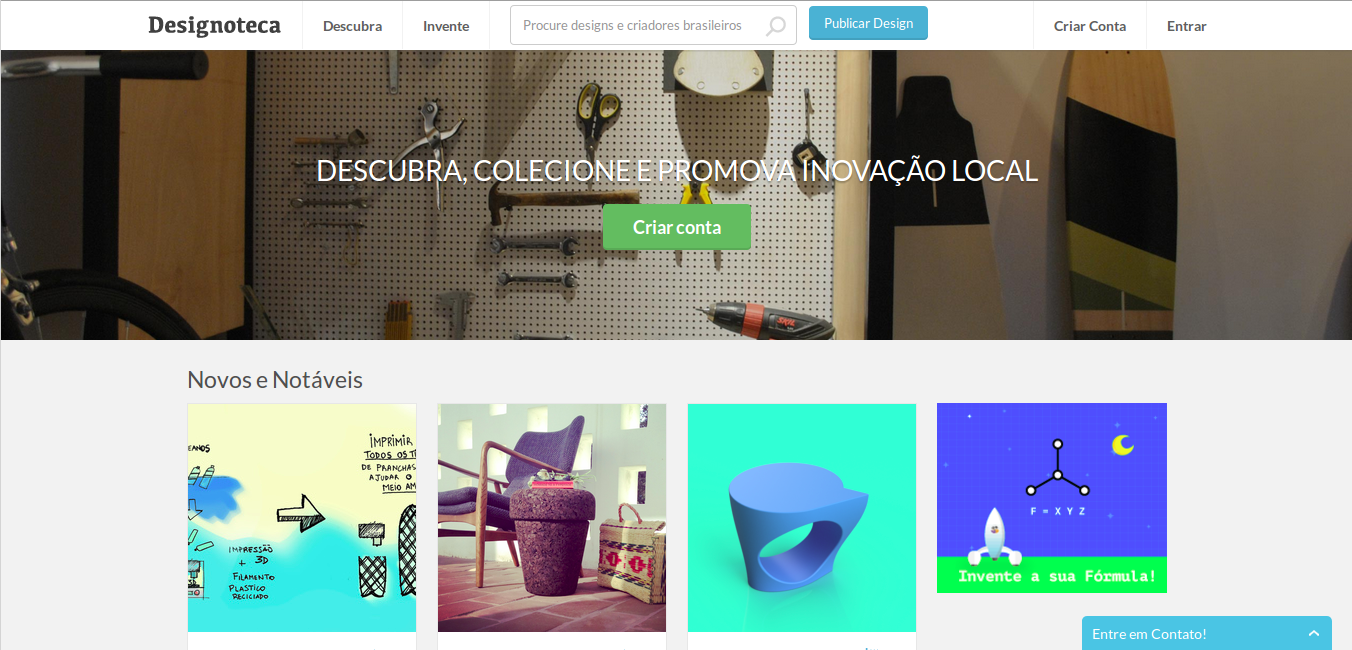 Designoteca
Descubra
Invente
Procure designs e criadores brasileiros
Publicar Design
Criar Conta
Entrar
DESCUBRA, COLECIONE E PROMOVA INOVAÇÃO LOCAL
Criar conta
SKIL
Novos e Notáveis
IMPRIMIR
TODOS OS
DE PRANCHAS
AJUDAR O
MEIO AM
IMPRESSÃO
+ 3D
FILAMENTO
PLASTICO
RECICLADO
F = X Y Z
Invente a sua Fórmula!
Entre em Contato!